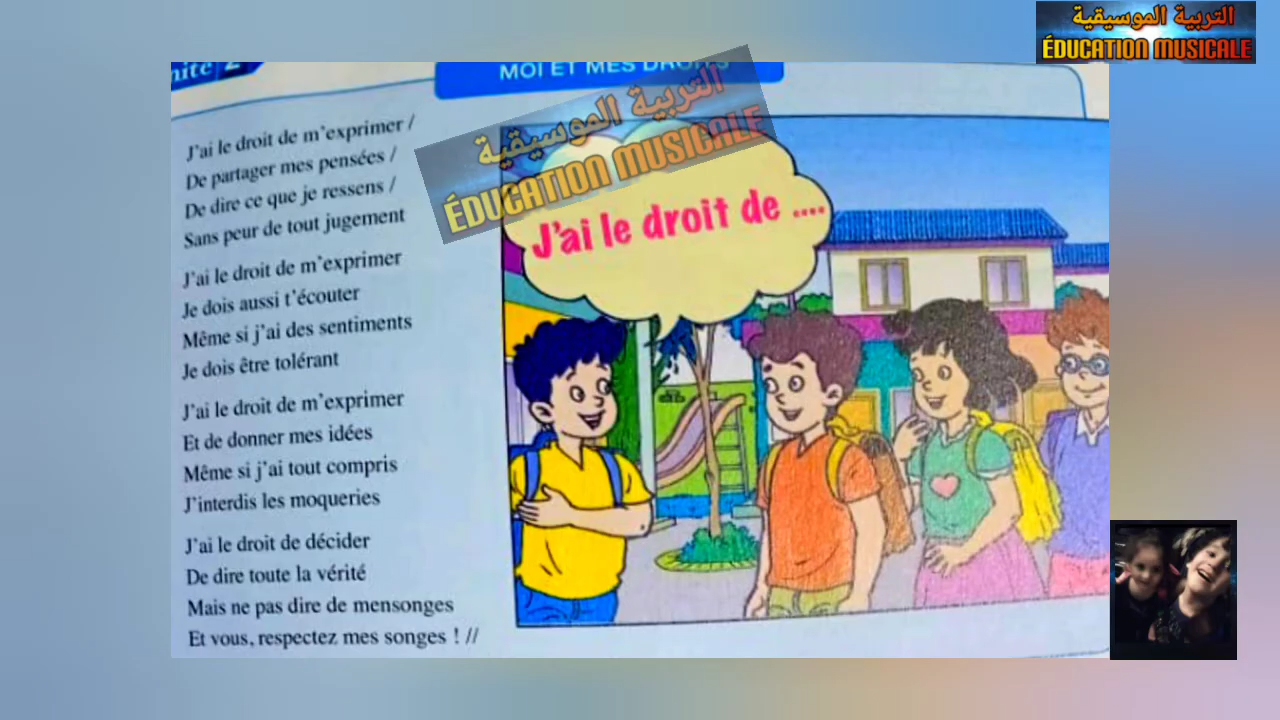 التربية الموسيقية
ÉDUCATION MUSICALE
MOI ET MES DROITS
J'ai le droit de m'exprimer /
De partager mes pensées /
De dire ce que je ressens /
Sans peur de tout jugement
J'ai le droit de m'exprimer
Je dois aussi t'écouter
Même si j'ai des sentiments
Je dois être tolérant
J'ai le droit de m'exprimer
Et de donner mes idées
Même si j'ai tout compris
J'interdis les moqueries
J'ai le droit de décider
De dire toute la vérité
Mais ne pas dire de mensonges
Et vous, respectez mes songes ! //
التربية الموسيقية
ÉDUCATION MUSICALE
J'ai le droit de ....